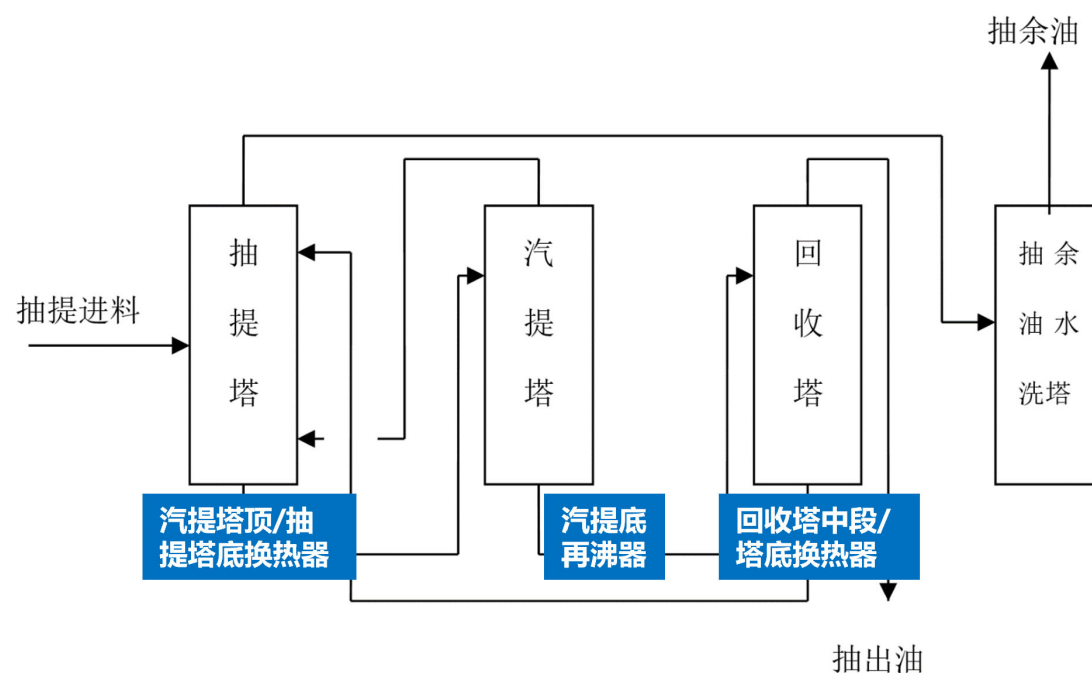 抽余油
抽提进料
抽
提
塔
汽
提
塔
回
收
塔
抽 余
油 水
洗塔
汽提塔顶/抽
提塔底换热器
汽提底
再沸器
回收塔中段/
塔底换热器
抽出油